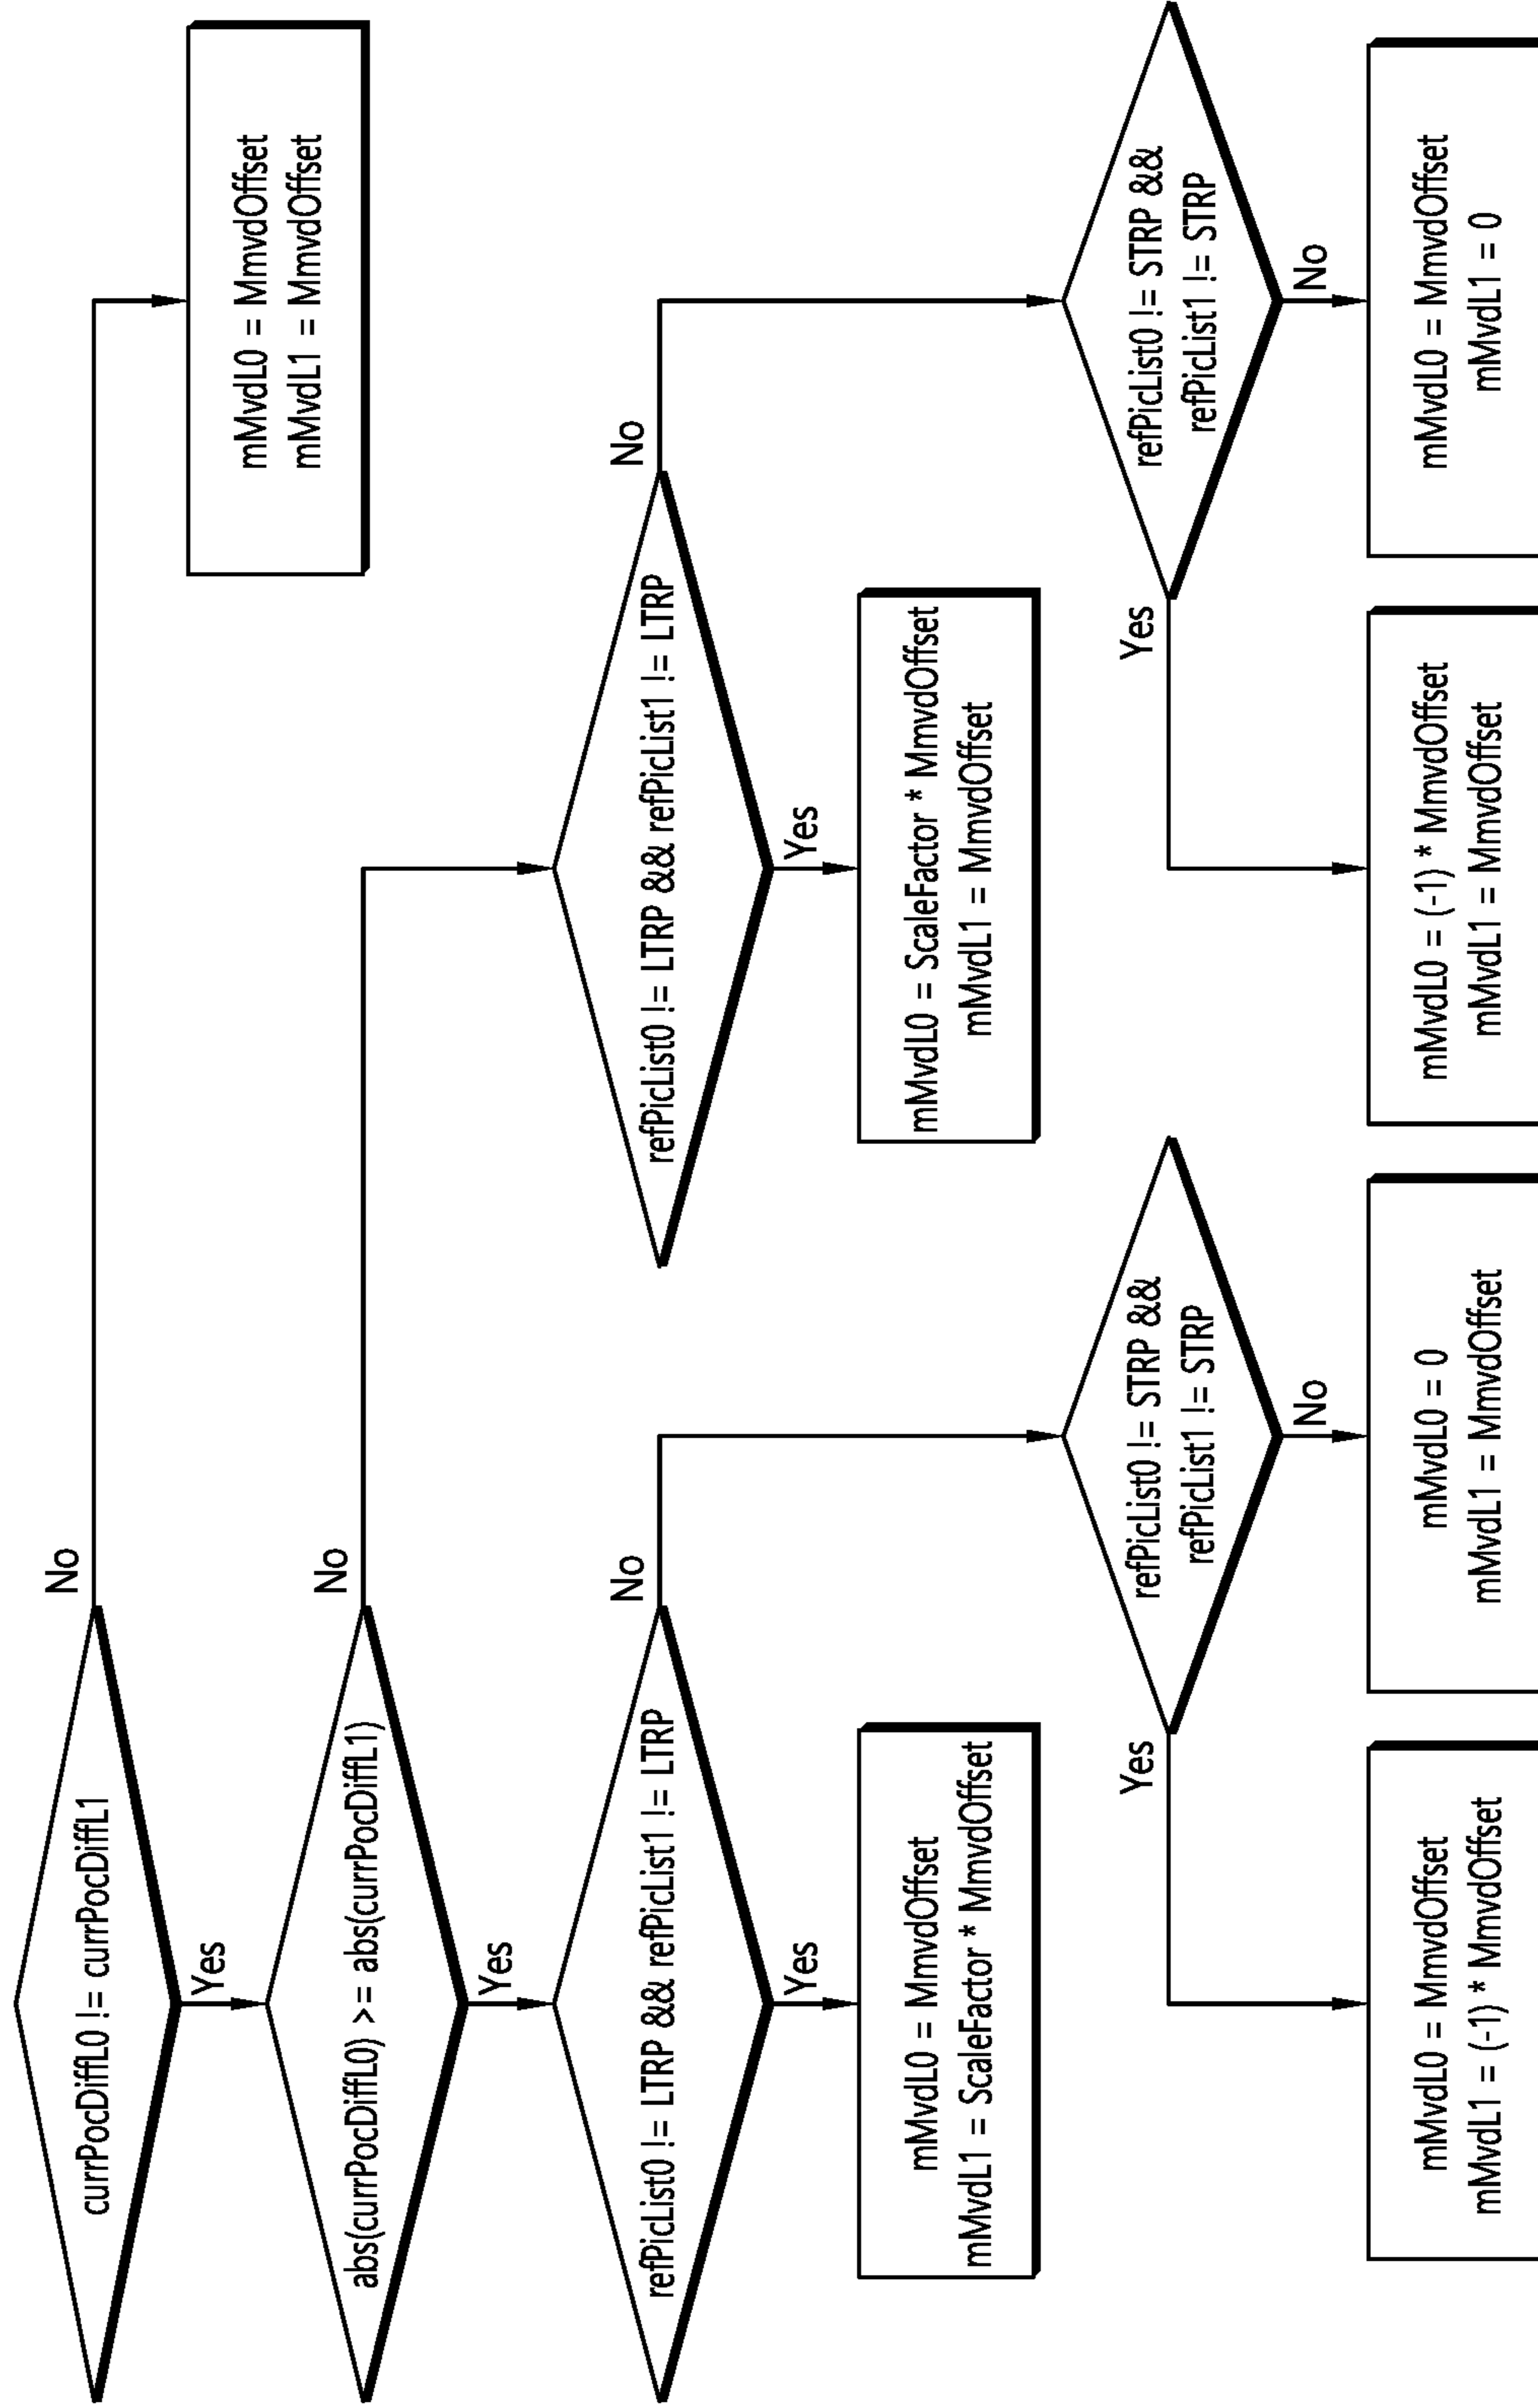 currPocDiffL0 != currPocDiffL1
No
Yes
mMvdL0 = MmvdOffset
mMvdL1 = MmvdOffset
abs(currPocDiffL0) >= abs(currPocDiffL1)
No
Yes
refPicList0 != LTRP && refPicList1 != LTRP
No
Yes
refPicList0 != LTRP && refPicList1 != LTRP
No
Yes
mMvdL0 = MmvdOffset
mMvdL1 = ScaleFactor * MmvdOffset
mMvdL0 = ScaleFactor * MmvdOffset
mMvdL1 = MmvdOffset
refPicList0 != STRP &&
refPicList1 != STRP
Yes
No
refPicList0 != STRP &&
refPicList1 != STRP
Yes
No
mMvdL0 = MmvdOffset
mMvdL1 = (-1) * MmvdOffset
mMvdL0 = 0
mMvdL1 = MmvdOffset
mMvdL0 = (-1) * MmvdOffset
mMvdL1 = MmvdOffset
mMvdL0 = MmvdOffset
mMvdL1 = 0